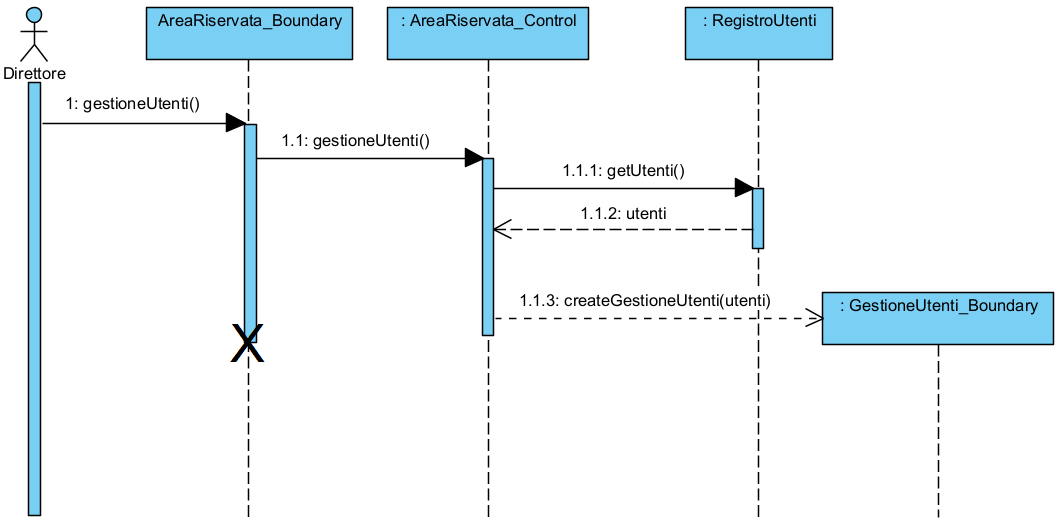 AreaRiservata_Boundary
: AreaRiservata_Control
: RegistroUtenti
Direttore
1: gestioneUtenti()
1.1: gestioneUtenti()
1.1.1: getUtenti()
1.1.2: utenti
1.1.3: createGestioneUtenti(utenti)
: GestioneUtenti_Boundary